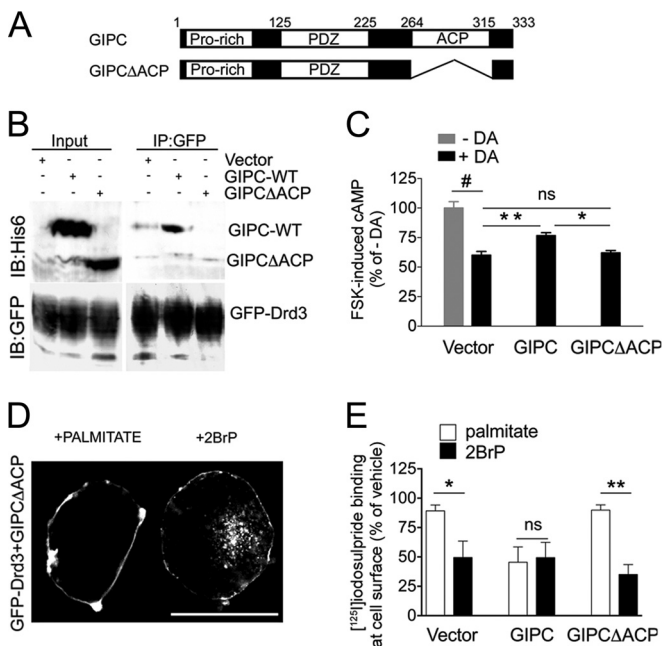 A
1 125 225 264 315 333
GIPC Pro-rich PDZ ACP
GIPCΔACP Pro-rich PDZ
B
Input IP:GFP
+ - - + - - Vector
- + - - + - GIPC-WT
- - + - - + GIPCΔACP
IB:His6
GIPC-WT
GIPCΔACP
IB:GFP
GFP-Drd3
C
- DA
+ DA
FSK-induced cAMP
(% of - DA)
125
100
75
50
25
0
#
ns
** *
Vector GIPC GIPCΔACP
D
+PALMITATE +2BrP
GFP-Drd3+GIPCΔACP
E
palmitate
2BrP
[¹²⁵I]iodosulpride binding
at cell surface (% of vehicle)
125
100
75
50
25
0
* ns **
Vector GIPC GIPCΔACP